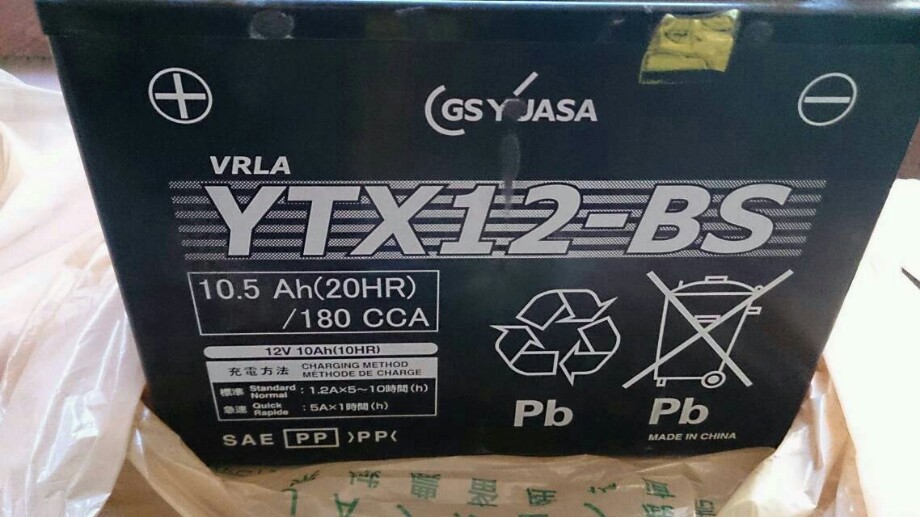 GS YUASA
VRLA
YTX12-BS
10.5 Ah(20HR)
/180 CCA
12V 10Ah(10HR)
充電方法 CHARGING METHOD
MÉTHODE DE CHARGE
標準 Standard Normal : 1.2A×5～10時間(h)
急速 Quick Rapide : 5A×1時間(h)
SAE PP >PP<
Pb
Pb
MADE IN CHINA